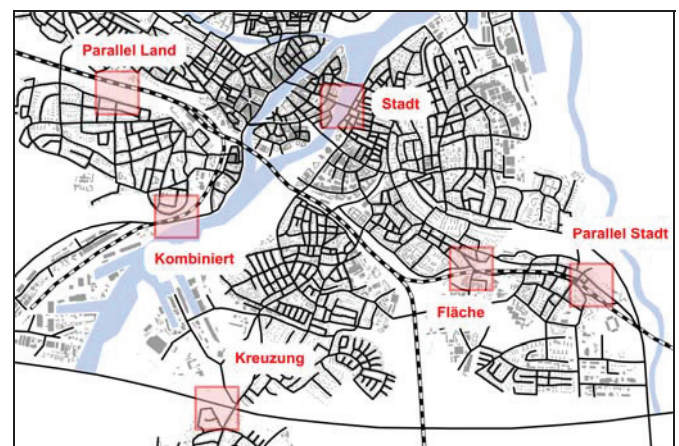 Parallel Land
Stadt
Parallel Stadt
Kombiniert
Fläche
Kreuzung